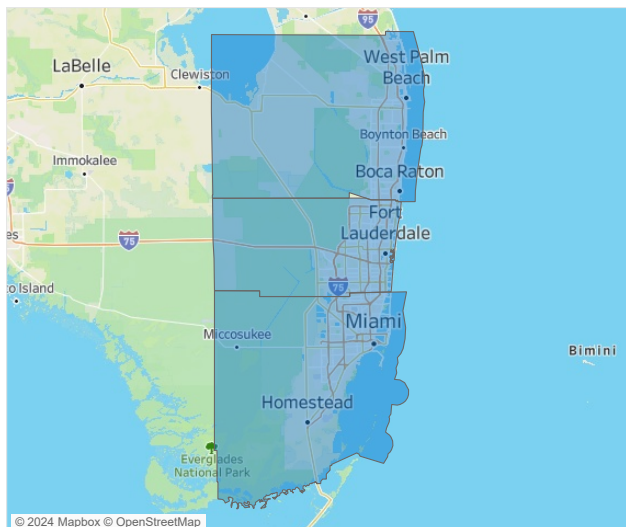 95
West Palm
Beach
LaBelle
Clewiston
Boynton Beach
Immokalee
Boca Raton
Fort
Lauderdale
75
es
co Island
75
Miami
Miccosukee
Bimini
Homestead
Everglades
National Park
© 2024 Mapbox © OpenStreetMap